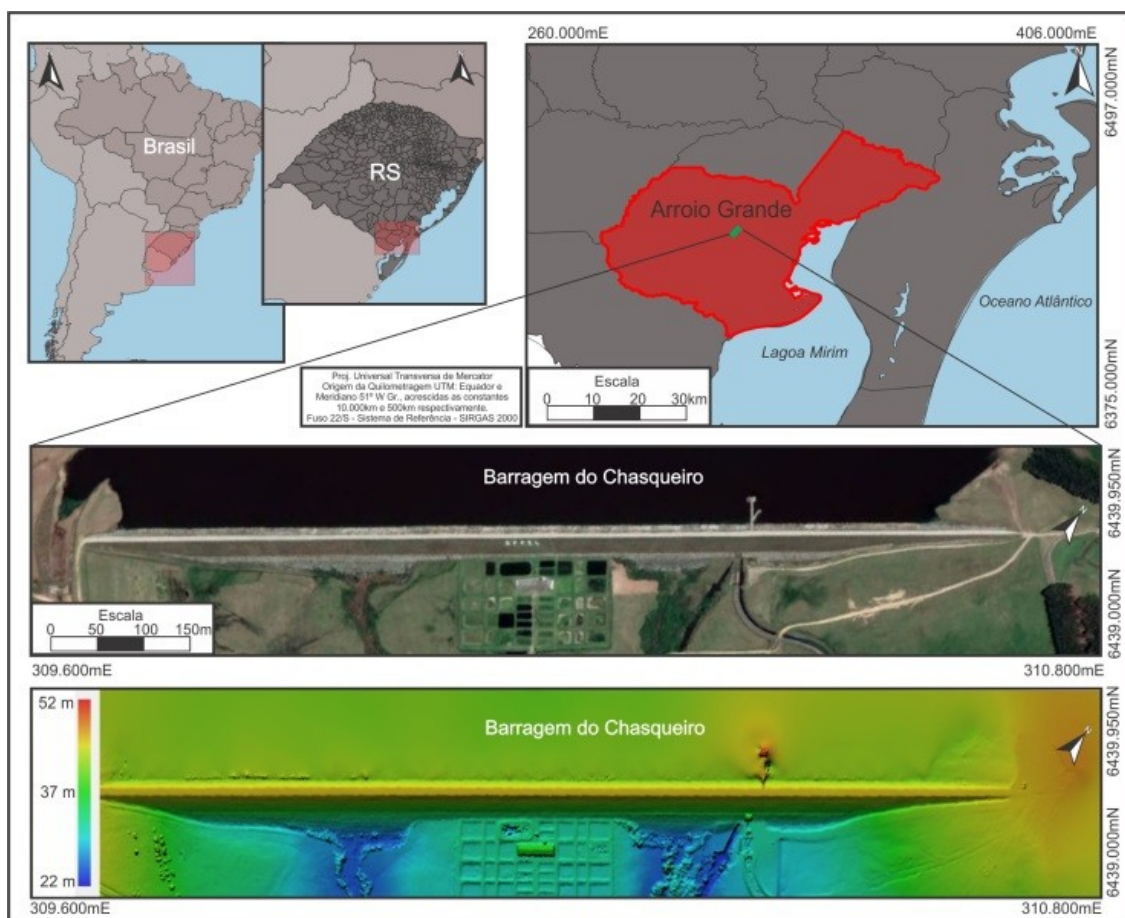 260.000mE
406.000mE
Brasil
RS
6497.000mN
Arroio Grande
Oceano Atlântico
Lagoa Mirim
6375.000mN
Proj. Universal Transversa de Mercator
Origem da Quilometragem UTM: Equador e
Meridiano 51º W Gr., acrescidas as constantes
10.000km e 500km respectivamente.
Fuso 22/S - Sistema de Referência - SIRGAS 2000
Escala
0 10 20 30km
Barragem do Chasqueiro
6439.950mN
Escala
0 50 100 150m
6439.000mN
309.600mE
310.800mE
52 m
37 m
22 m
Barragem do Chasqueiro
6439.950mN
6439.000mN
309.600mE
310.800mE